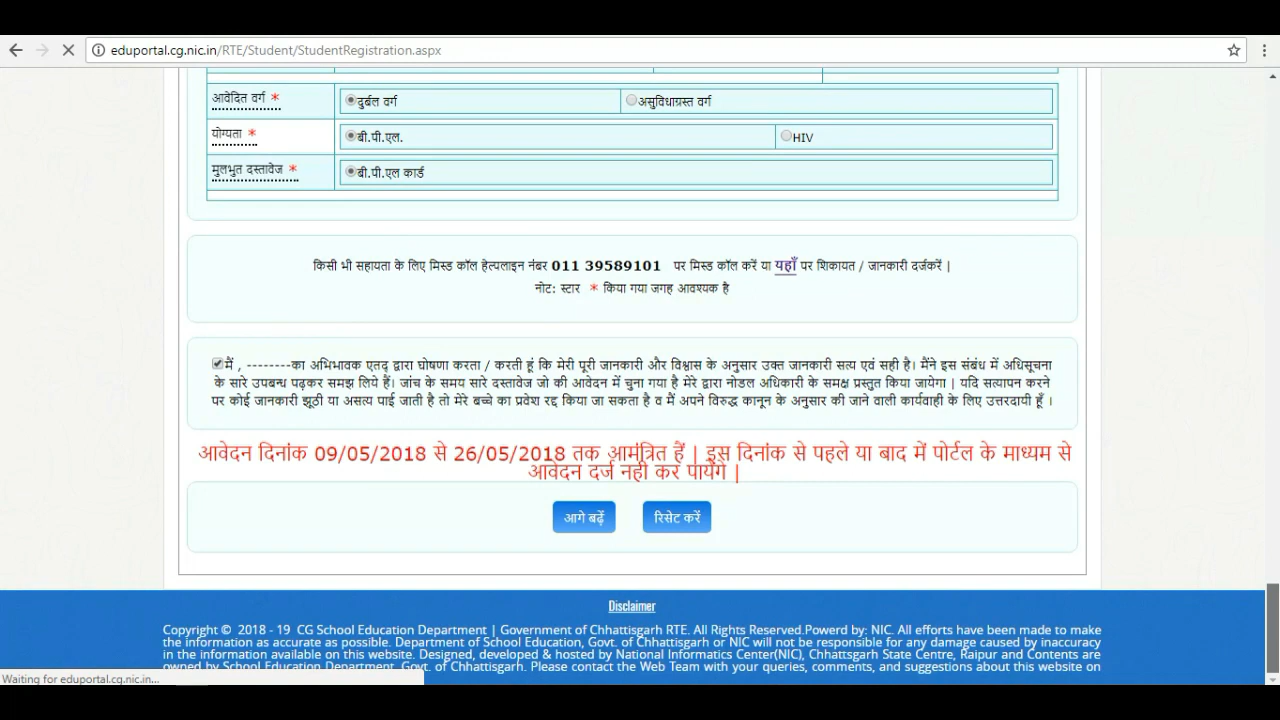 eduportal.cg.nic.in/RTE/Student/StudentRegistration.aspx
आवेदित वर्ग * दुर्बल वर्ग असुविधाग्रस्त वर्ग
योग्यता * बी.पी.एल. HIV
मुलभुत दस्तावेज * बी.पी.एल कार्ड
किसी भी सहायता के लिए मिस्ड कॉल हेल्पलाइन नंबर 011 39589101 पर मिस्ड कॉल करें या यहाँ पर शिकायत / जानकारी दर्जकरें |
नोट: स्टार * किया गया जगह आवश्यक है
मैं , --------का अभिभावक एतद् द्वारा घोषणा करता / करती हूं कि मेरी पूरी जानकारी और विश्वास के अनुसार उक्त जानकारी सत्य एवं सही है। मैंने इस संबंध में अधिसूचना
के सारे उपबन्ध पढ़कर समझ लिये हैं। जांच के समय सारे दस्तावेज जो की आवेदन में चुना गया है मेरे द्वारा नोडल अधिकारी के समक्ष प्रस्तुत किया जायेगा | यदि सत्यापन करने
पर कोई जानकारी झूठी या असत्य पाई जाती है तो मेरे बच्चे का प्रवेश रद्द किया जा सकता है व मैं अपने विरुद्ध कानून के अनुसार की जाने वाली कार्यवाही के लिए उत्तरदायी हूँ ।
आवेदन दिनांक 09/05/2018 से 26/05/2018 तक आमंत्रित हैं | इस दिनांक से पहले या बाद में पोर्टल के माध्यम से
आवेदन दर्ज नही कर पायेंगे |
आगे बढ़ें रिसेट करें
Disclaimer
Copyright © 2018 - 19 CG School Education Department | Government of Chhattisgarh RTE. All Rights Reserved.Powerd by: NIC. All efforts have been made to make
the information as accurate as possible. Department of School Education, Govt. of Chhattisgarh or NIC will not be responsible for any damage caused by inaccuracy
in the information available on this website. Designed, developed & hosted by National Informatics Center(NIC), Chhattsgarh State Centre, Raipur and Contents are
owned by School Education Department, Govt. of Chhattisgarh. Please contact the Web Team with your queries, comments, and suggestions about this website on
Waiting for eduportal.cg.nic.in...